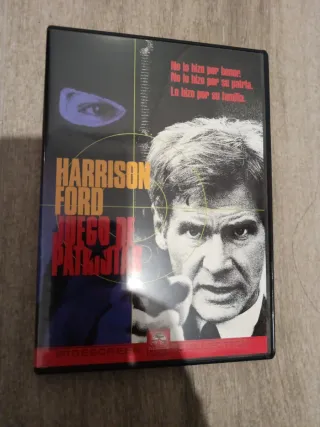 No lo hizo por honor.
No lo hizo por su patria.
Lo hizo por su familia.
HARRISON
FORD
JUEGO DE
PATRIOTAS
WIDESCREEN